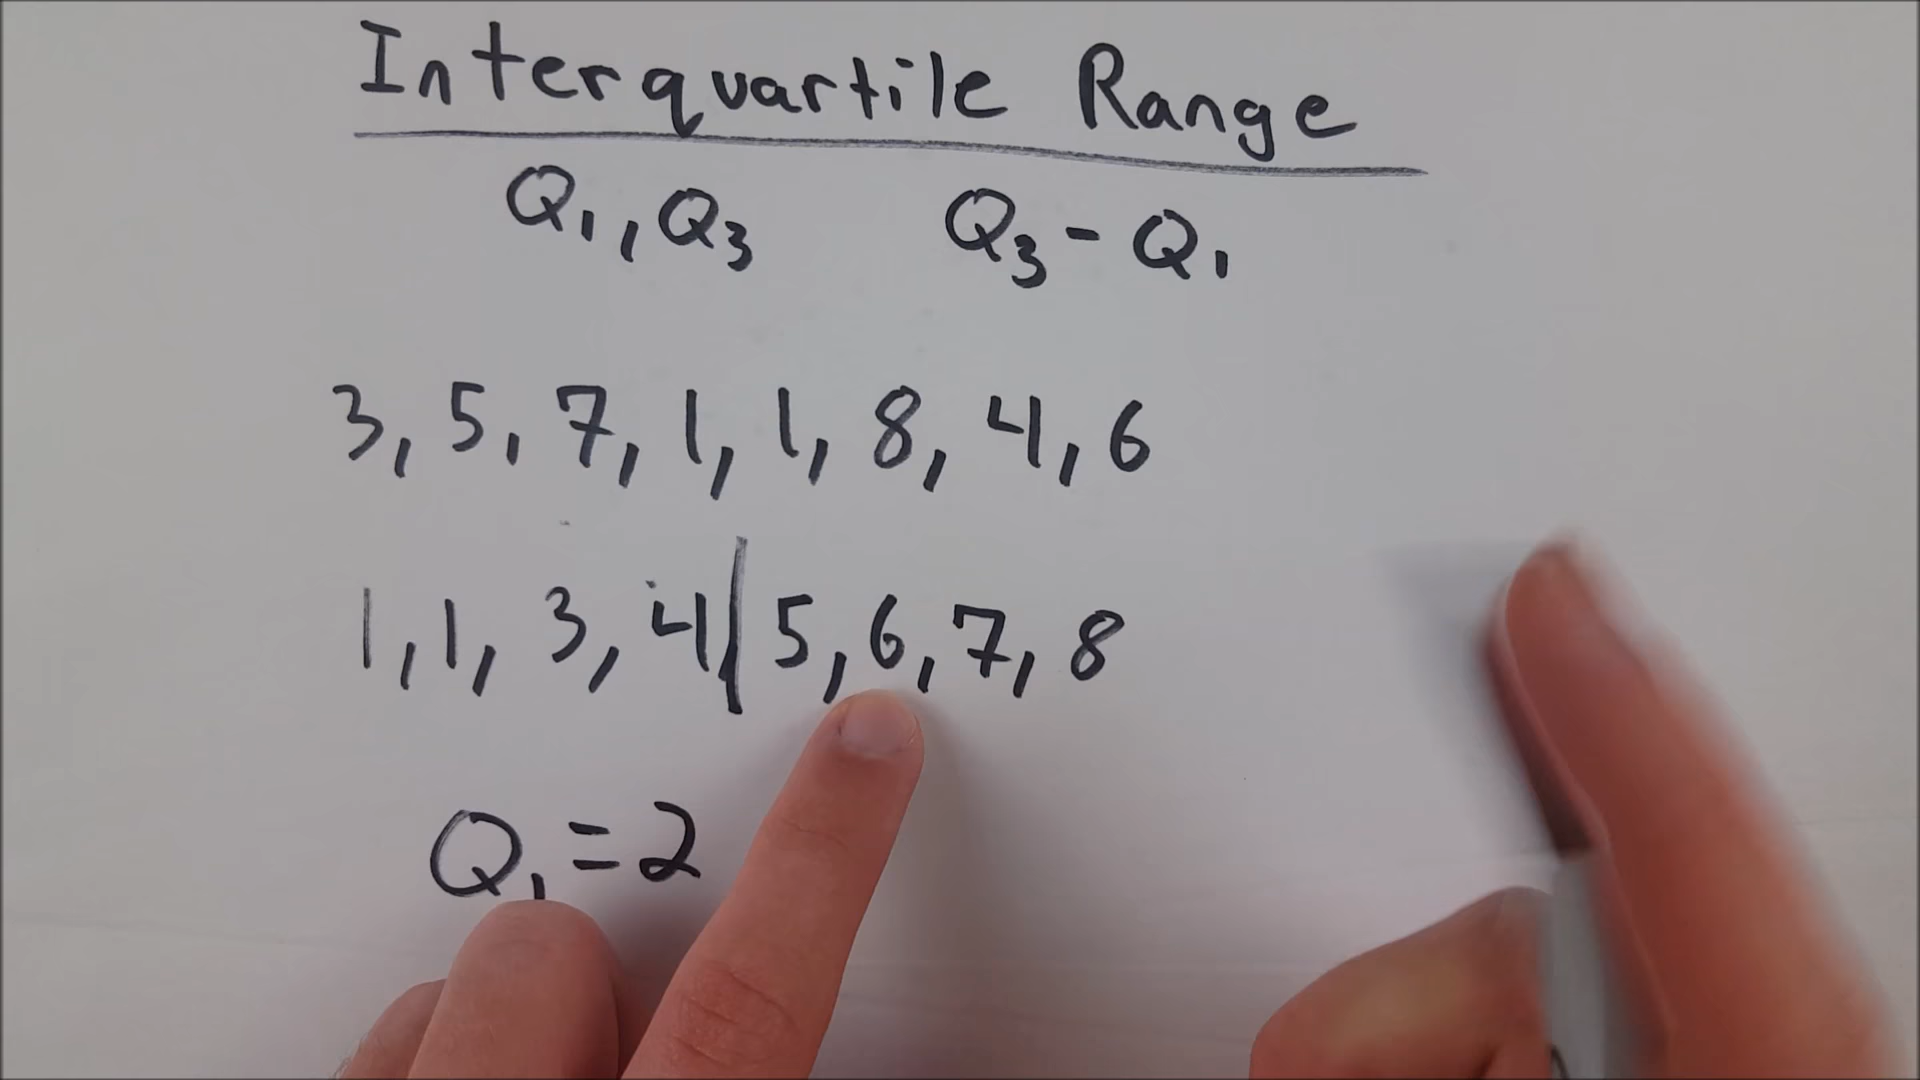 Interquartile Range
Q₁, Q₃ Q₃ - Q₁
3, 5, 7, 1, 1, 8, 4, 6
1, 1, 3, 4, | 5, 6, 7, 8
Q₁ = 2